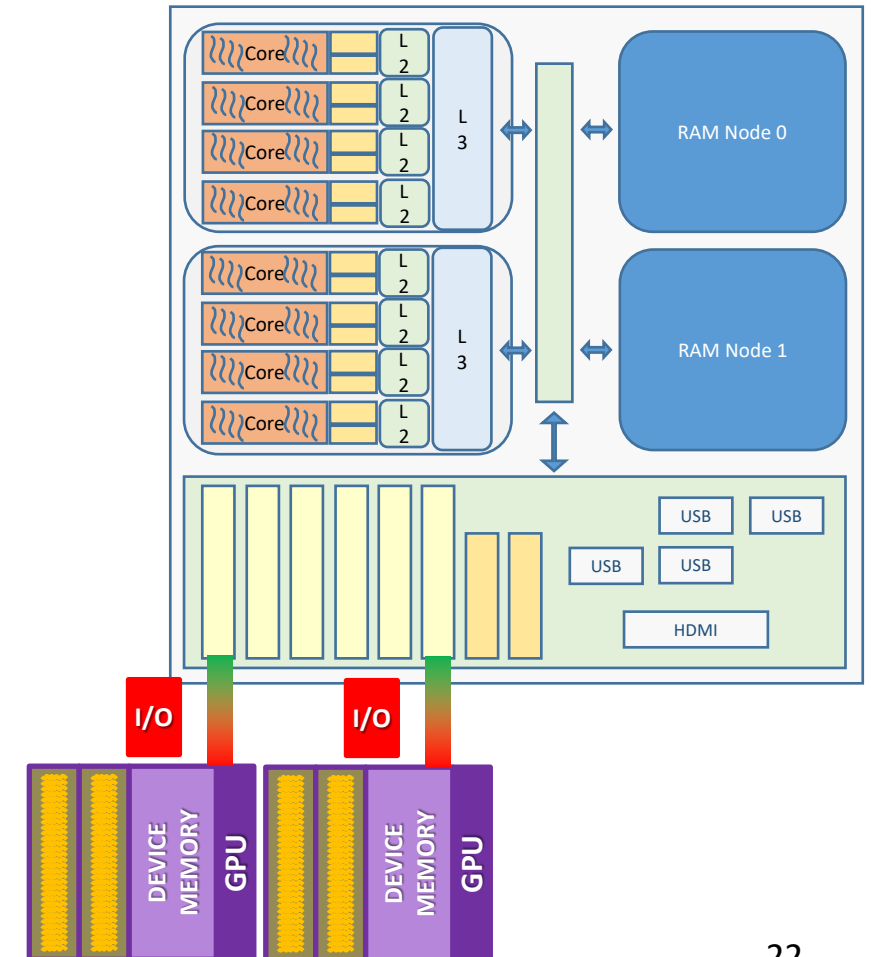 Core
L
2
Core
L
2
Core
L
2
Core
L
2
L
3
RAM Node 0
Core
L
2
Core
L
2
Core
L
2
Core
L
2
L
3
RAM Node 1
USB
USB
USB
USB
HDMI
I/O
I/O
DEVICE
MEMORY
GPU
DEVICE
MEMORY
GPU
22